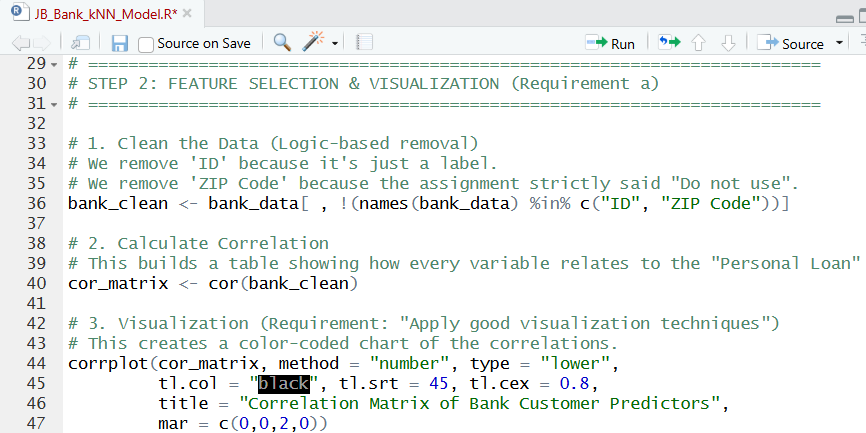 JB_Bank_kNN_Model.R*
Source on Save Run Source
29 # ========================================================================
30 # STEP 2: FEATURE SELECTION & VISUALIZATION (Requirement a)
31 # ========================================================================
32
33 # 1. Clean the Data (Logic-based removal)
34 # We remove 'ID' because it's just a label.
35 # We remove 'ZIP Code' because the assignment strictly said "Do not use".
36 bank_clean <- bank_data[ , !(names(bank_data) %in% c("ID", "ZIP Code"))]
37
38 # 2. Calculate Correlation
39 # This builds a table showing how every variable relates to the "Personal Loan"
40 cor_matrix <- cor(bank_clean)
41
42 # 3. Visualization (Requirement: "Apply good visualization techniques")
43 # This creates a color-coded chart of the correlations.
44 corrplot(cor_matrix, method = "number", type = "lower",
45 tl.col = "black", tl.srt = 45, tl.cex = 0.8,
46 title = "Correlation Matrix of Bank Customer Predictors",
47 mar = c(0,0,2,0))